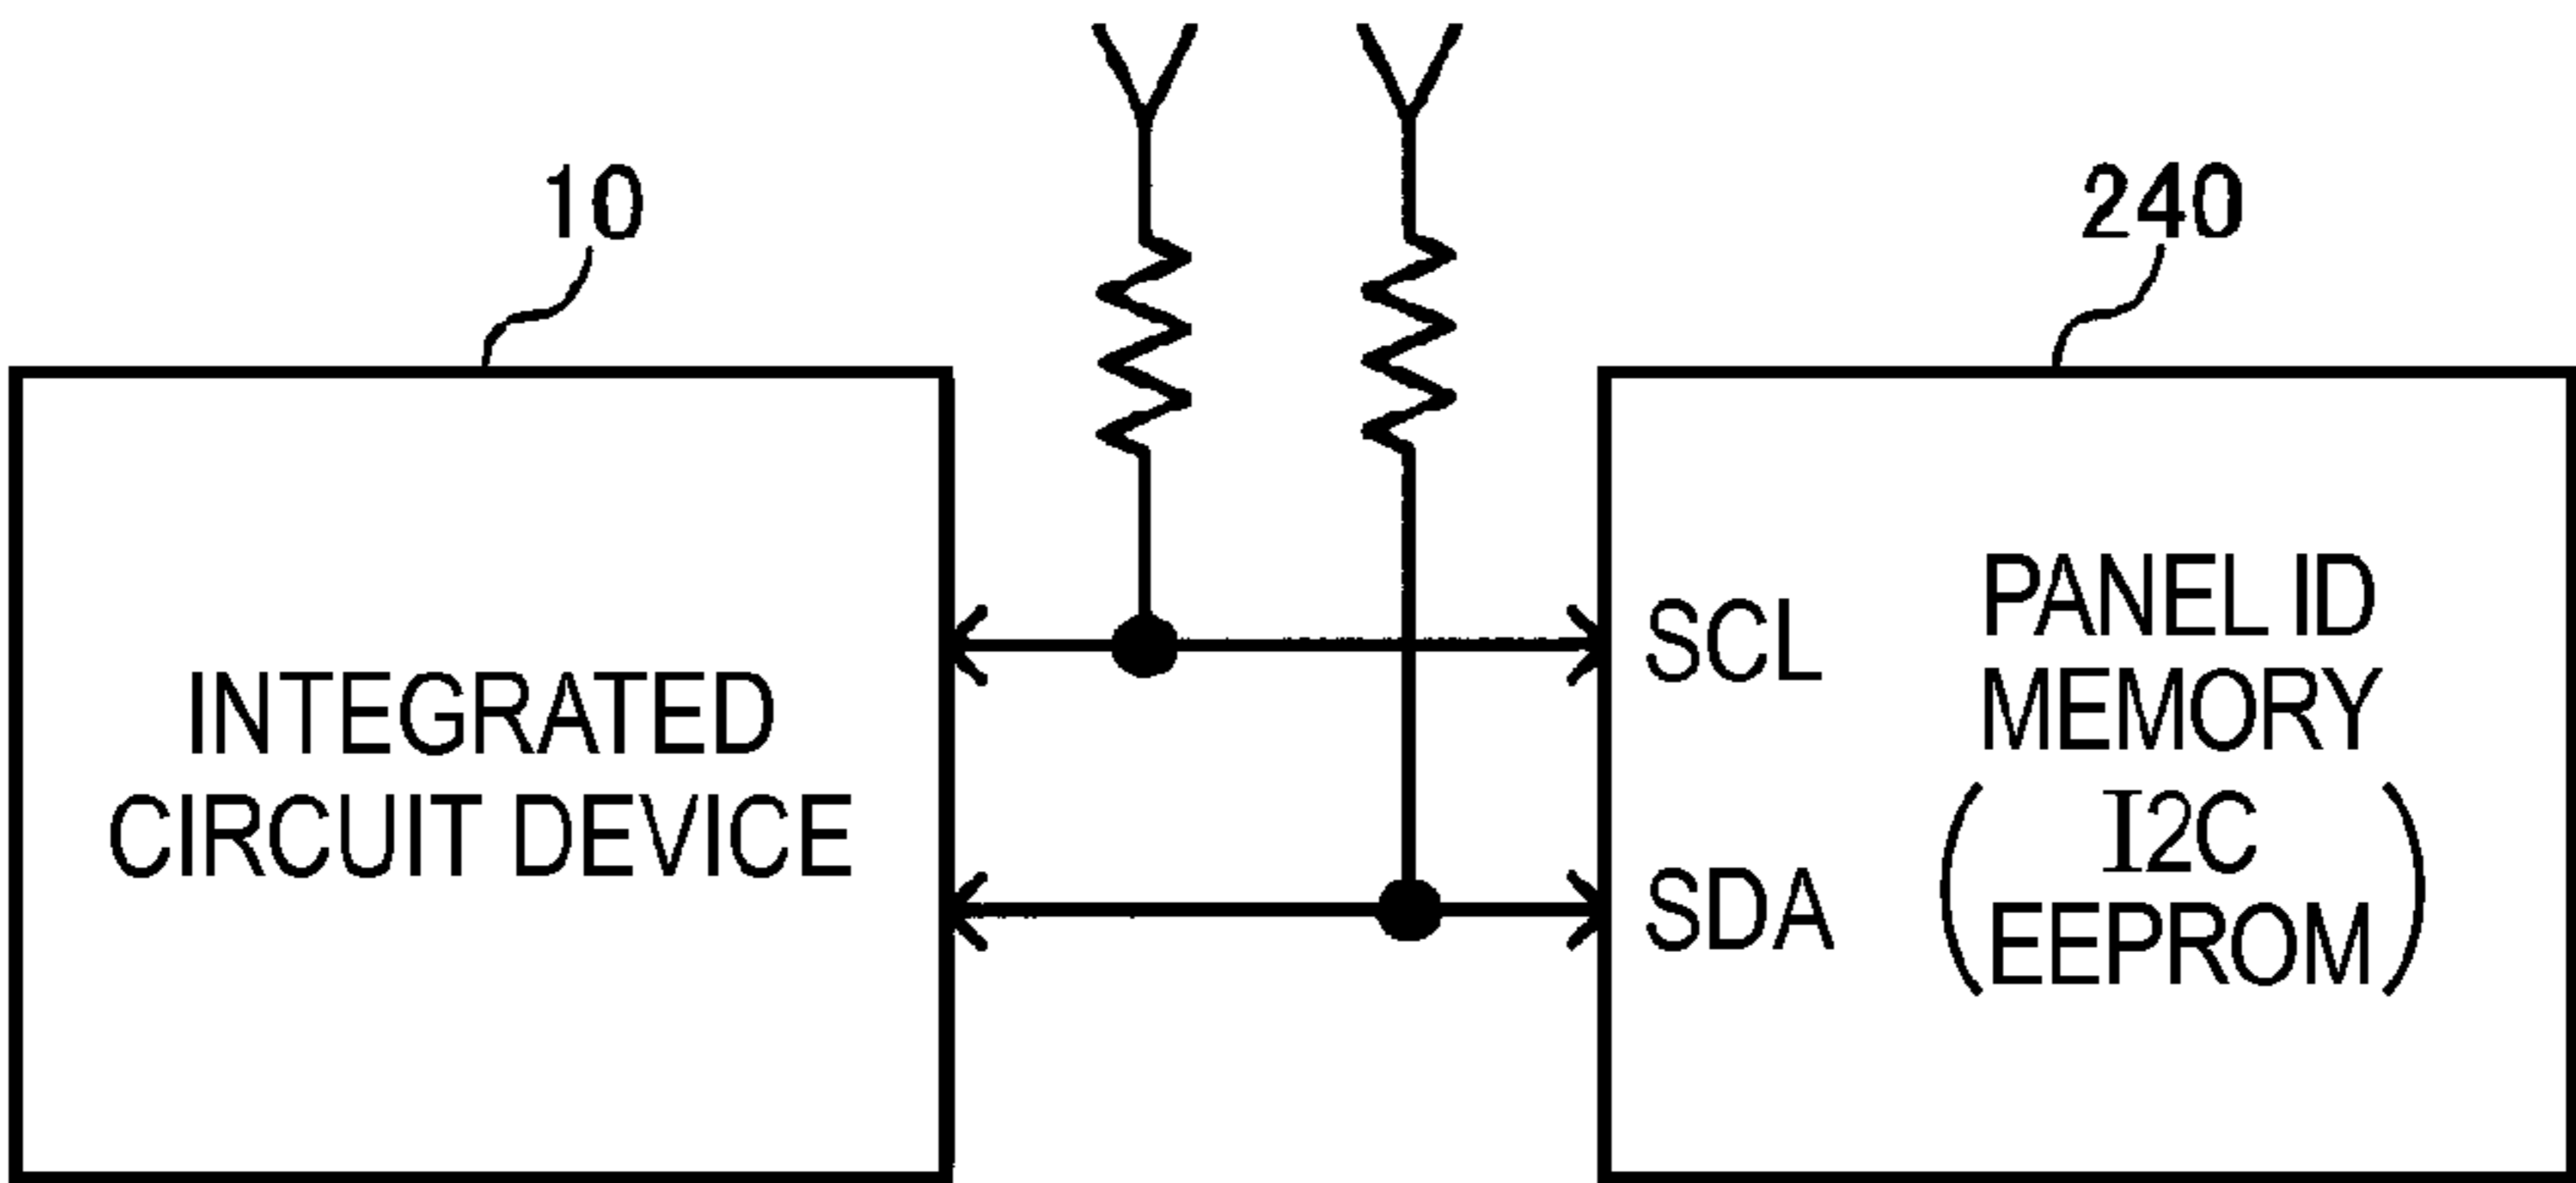 10
240
INTEGRATED
CIRCUIT DEVICE
SCL
SDA
PANEL ID
MEMORY
(I2C
EEPROM)